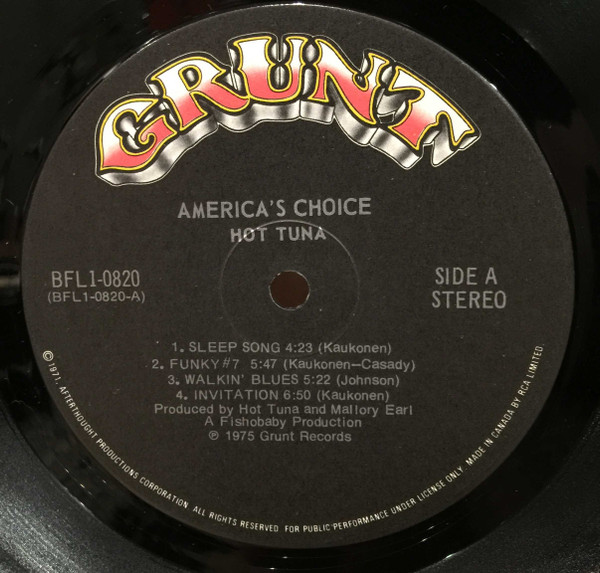 GRUNT
AMERICA'S CHOICE
HOT TUNA
BFL1-0820
(BFL1-0820-A)
SIDE A
STEREO
1. SLEEP SONG 4:23 (Kaukonen)
2. FUNKY #7 5:47 (Kaukonen—Casady)
3. WALKIN' BLUES 5:22 (Johnson)
4. INVITATION 6:50 (Kaukonen)
Produced by Hot Tuna and Mallory Earl
A Fishobaby Production
℗ 1975 Grunt Records
©1971, AFTERTHOUGHT PRODUCTIONS CORPORATION. ALL RIGHTS RESERVED. FOR PUBLIC PERFORMANCE UNDER LICENSE ONLY. MADE IN CANADA BY RCA LIMITED.